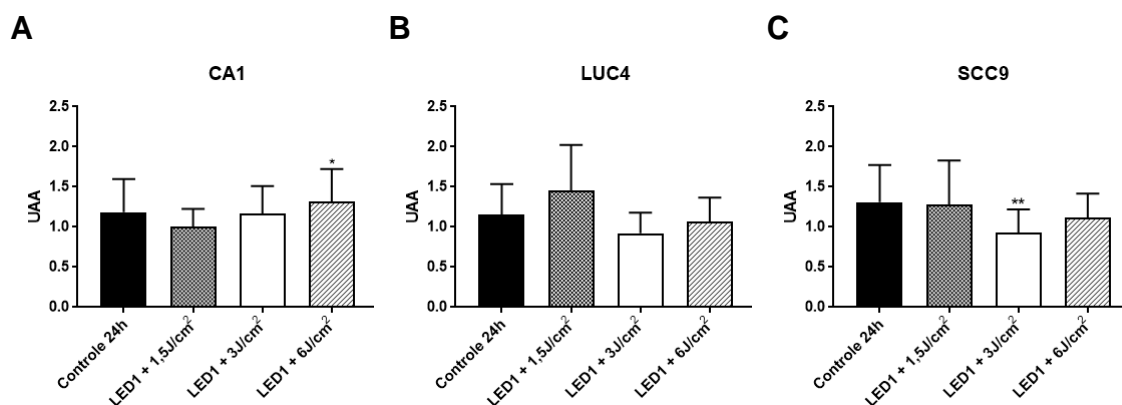 A
CA1
UAA
2.5
2.0
1.5
1.0
0.5
0.0
*
Controle 24h
LED1 + 1,5J/cm²
LED1 + 3J/cm²
LED1 + 6J/cm²
B
LUC4
UAA
2.5
2.0
1.5
1.0
0.5
0.0
Controle 24h
LED1 + 1,5J/cm²
LED1 + 3J/cm²
LED1 + 6J/cm²
C
SCC9
UAA
2.5
2.0
1.5
1.0
0.5
0.0
**
Controle 24h
LED1 + 1,5J/cm²
LED1 + 3J/cm²
LED1 + 6J/cm²